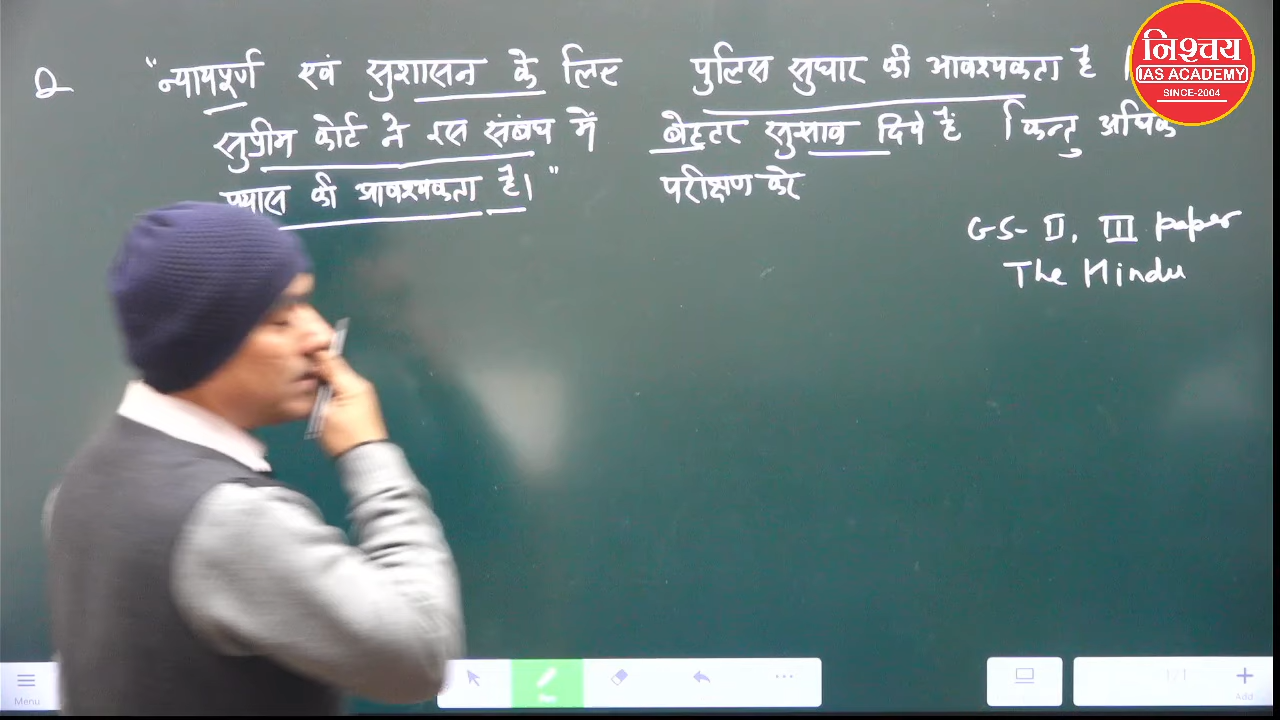 Q "न्यायपूर्ण एवं सुशासन के लिए पुलिस सुधार की आवश्यकता है।
सुप्रीम कोर्ट ने इस संबंध में बेहतर सुझाव दिये हैं किन्तु अधिक
प्यास की आवश्यकता है।" परीक्षण करे
GS- II, III paper
The Hindu
निश्चय
IAS ACADEMY
SINCE-2004
Menu
Pen
Add